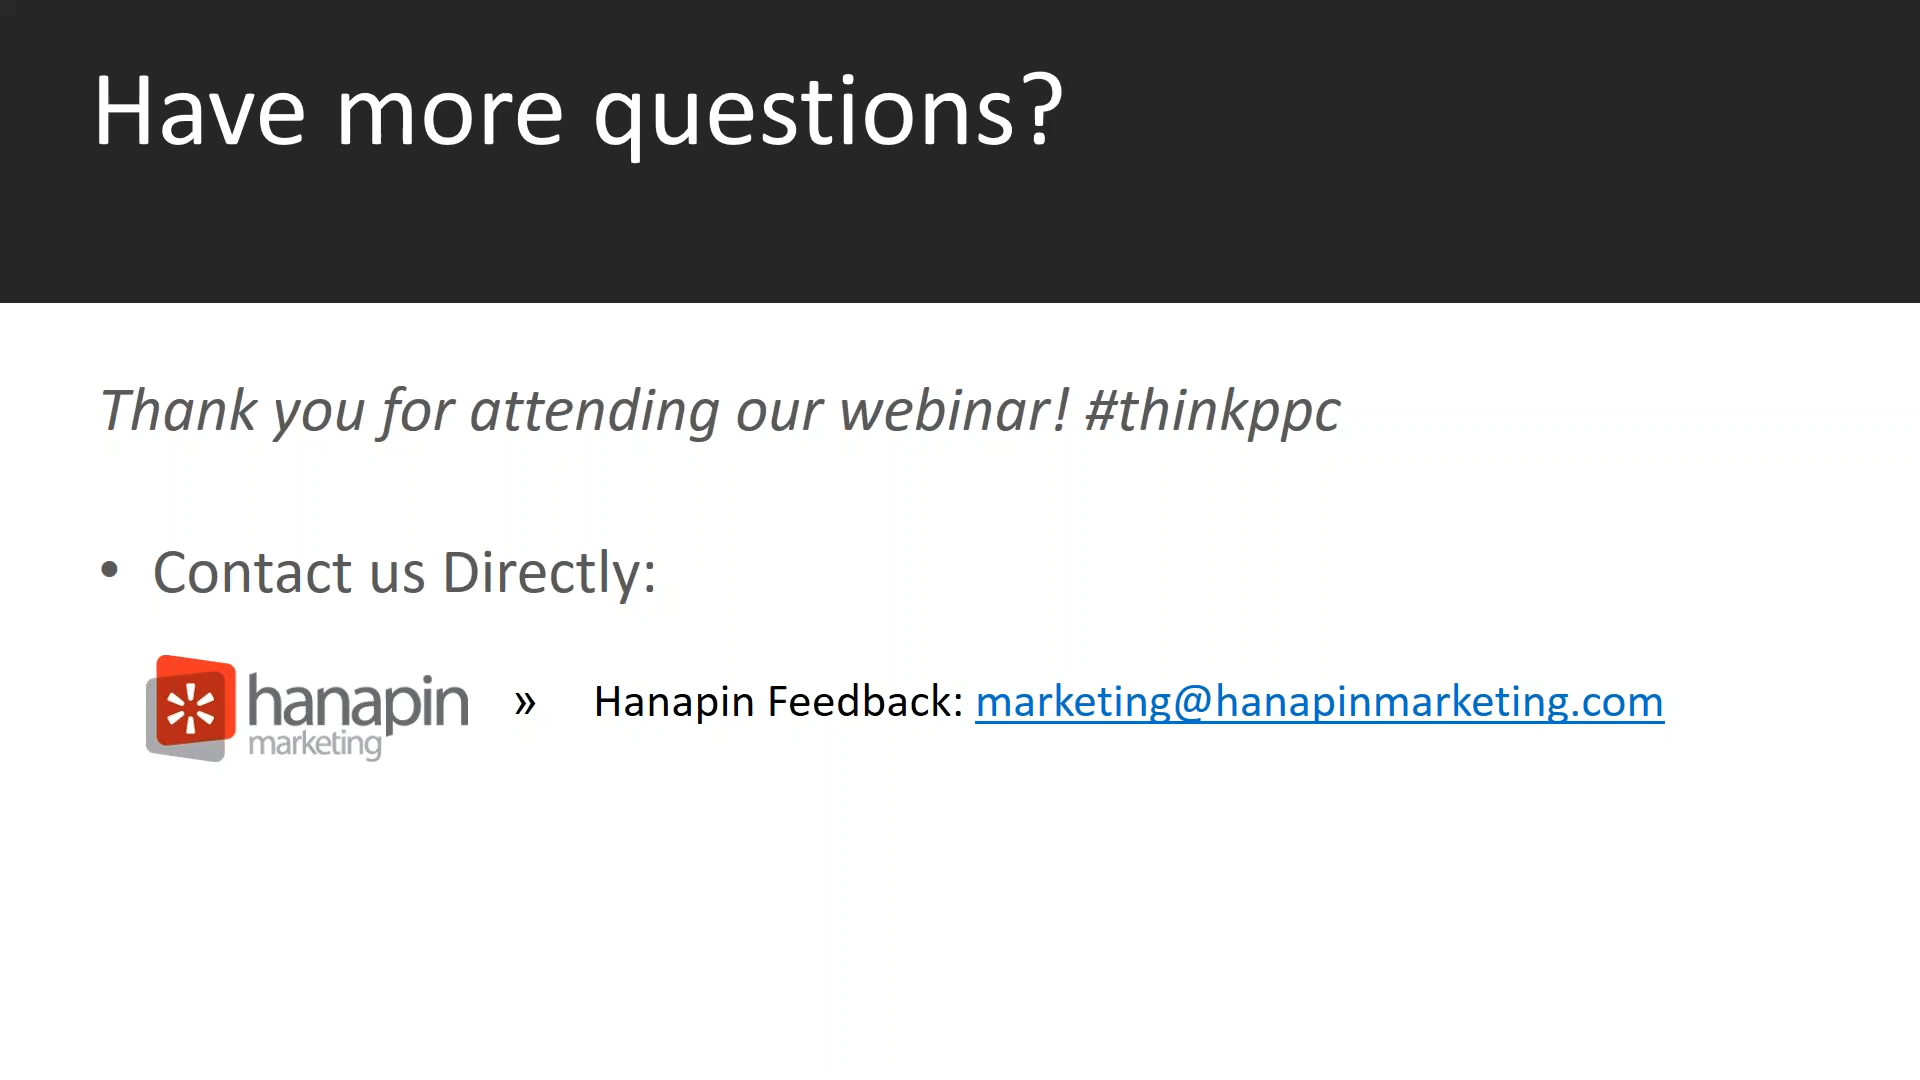 Have more questions?
Thank you for attending our webinar! #thinkppc
• Contact us Directly:
hanapin
marketing
» Hanapin Feedback: marketing@hanapinmarketing.com